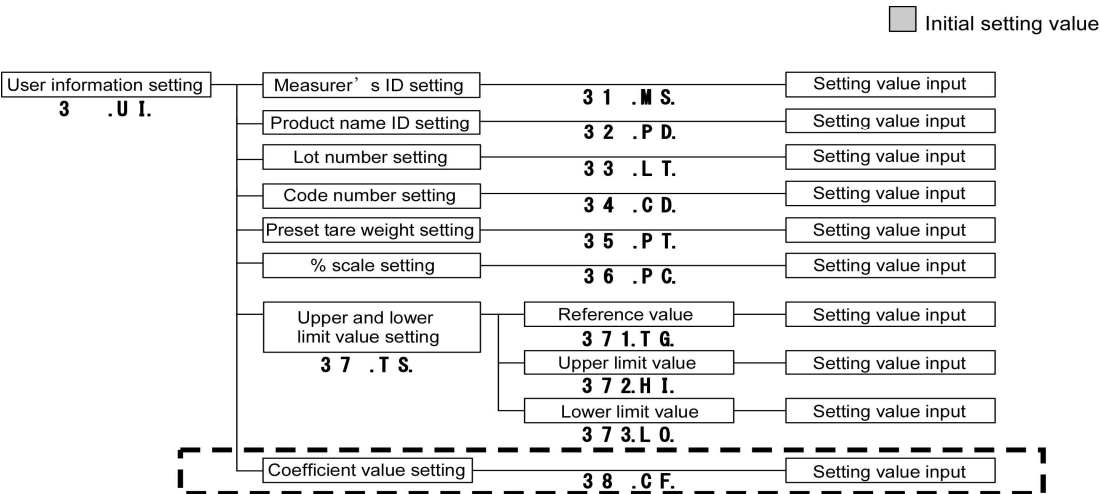 Initial setting value
User information setting
3 .U I.
Measurer’s ID setting
3 1 .M S.
Setting value input
Product name ID setting
3 2 .P D.
Setting value input
Lot number setting
3 3 .L T.
Setting value input
Code number setting
3 4 .C D.
Setting value input
Preset tare weight setting
3 5 .P T.
Setting value input
% scale setting
3 6 .P C.
Setting value input
Upper and lower
limit value setting
3 7 .T S.
Reference value
3 7 1.T G.
Setting value input
Upper limit value
3 7 2.H I.
Setting value input
Lower limit value
3 7 3.L O.
Setting value input
Coefficient value setting
3 8 .C F.
Setting value input